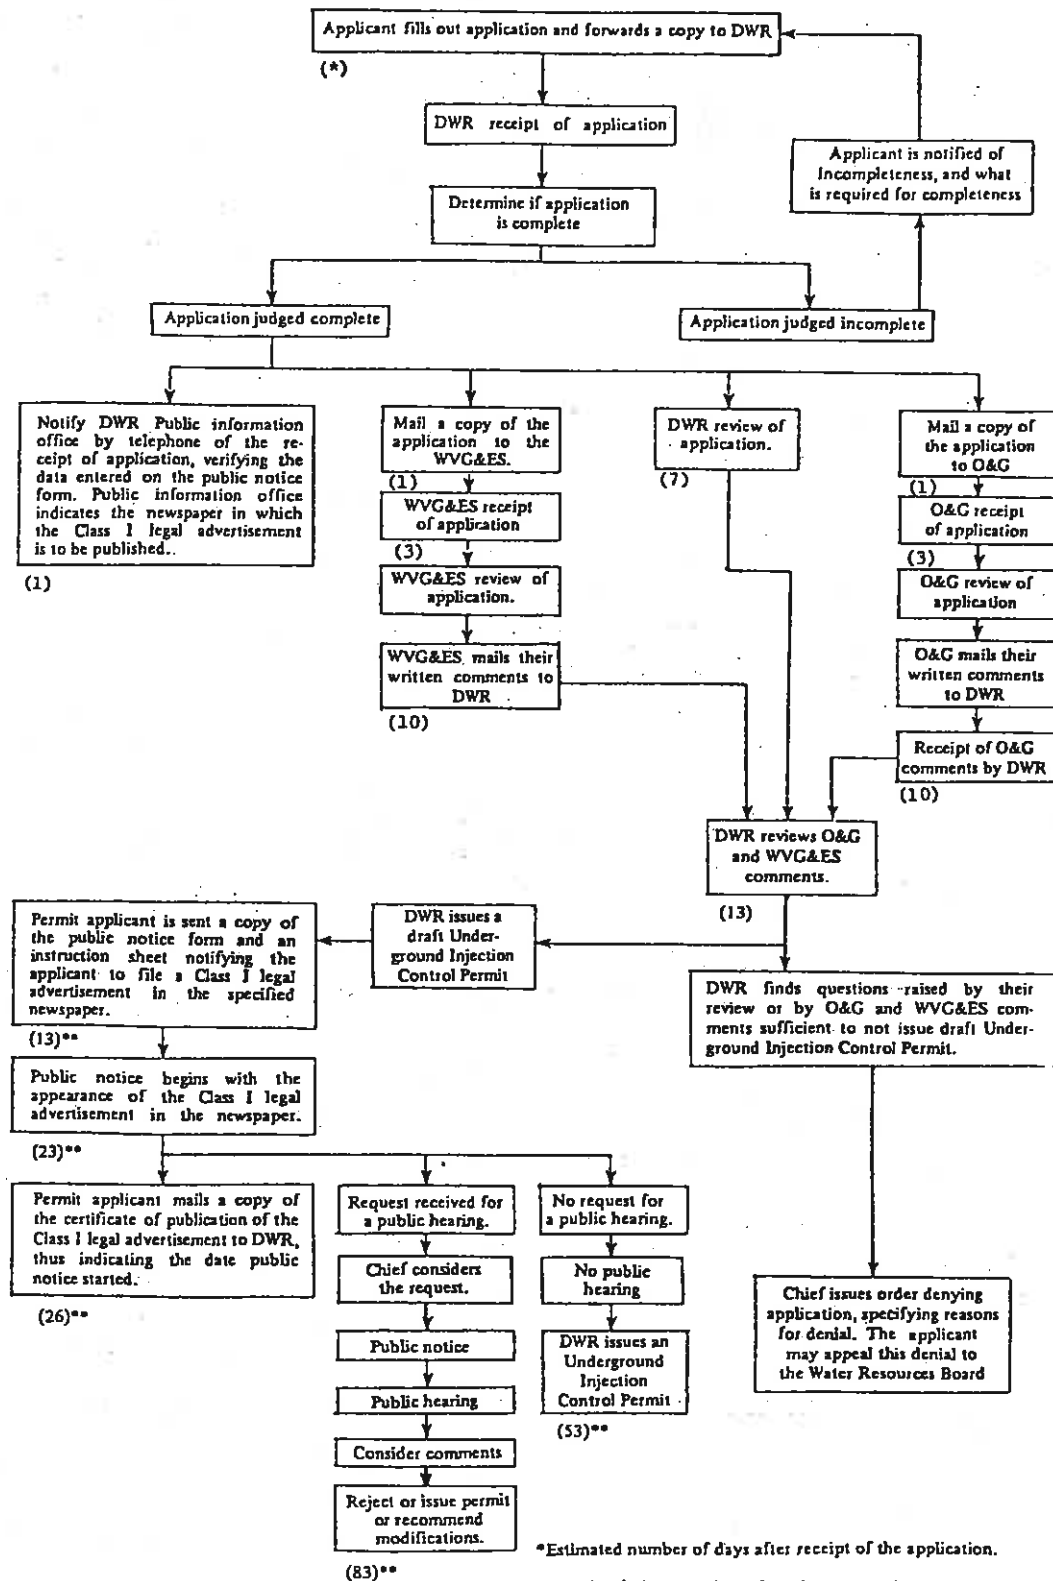 Applicant fills out application and forwards a copy to DWR
(*)
DWR receipt of application
Applicant is notified of
Incompleteness, and what
is required for completeness
Determine if application
is complete
Application judged complete
Application judged incomplete
Notify DWR Public information
office by telephone of the re-
ceipt of application, verifying the
data entered on the public notice
form. Public information office
indicates the newspaper in which
the Class I legal advertisement
is to be published..
(1)
Mail a copy of the
application to the
WVG&ES.
(1)
WVG&ES receipt
of application
(3)
WVG&ES review of
application.
WVG&ES mails their
written comments to
DWR
(10)
DWR review of
application.
(7)
Mail a copy of
the application
to O&G
(1)
O&G receipt
of application
(3)
O&G review of
application
O&G mails their
written comments
to DWR
Receipt of O&G
comments by DWR
(10)
DWR reviews O&G
and WVG&ES
comments.
(13)
DWR issues a
draft Under-
ground Injection
Control Permit
Permit applicant is sent a copy of
the public notice form and an
instruction sheet notifying the
applicant to file a Class I legal
advertisement in the specified
newspaper.
(13)**
DWR finds questions raised by their
review or by O&G and WVG&ES com-
ments sufficient to not issue draft Under-
ground Injection Control Permit.
Public notice begins with the
appearance of the Class I legal
advertisement in the newspaper.
(23)**
Permit applicant mails a copy of
the certificate of publication of the
Class I legal advertisement to DWR,
thus indicating the date public
notice started.
(26)**
Request received for
a public hearing.
Chief considers
the request.
Public notice
Public hearing
Consider comments
Reject or issue permit
or recommend
modifications.
(83)**
No request for
a public hearing.
No public
hearing
DWR issues an
Underground
Injection
Control Permit
(53)**
Chief issues order denying
application, specifying reasons
for denial. The applicant
may appeal this denial to
the Water Resources Board
*Estimated number of days after receipt of the application.